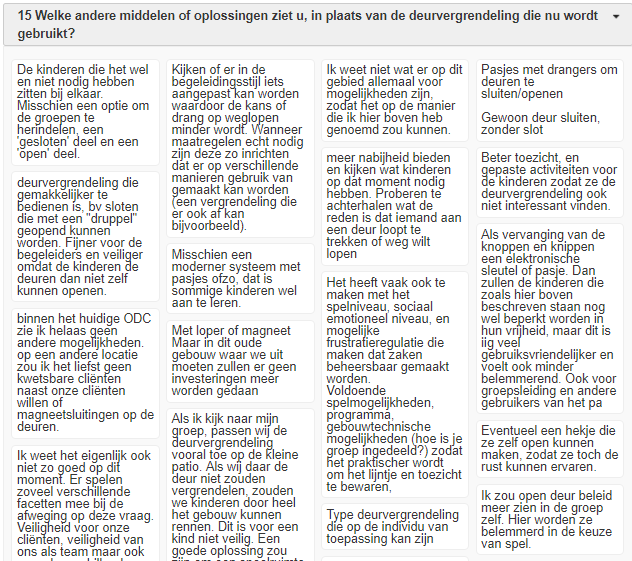 15 Welke andere middelen of oplossingen ziet u, in plaats van de deurvergrendeling die nu wordt
gebruikt?
De kinderen die het wel
en niet nodig hebben
zitten bij elkaar.
Misschien een optie om
de groepen te
herindelen, een
'gesloten' deel en een
'open' deel.
deurvergrendeling die
gemakkelijker te
bedienen is, bv sloten
die met een "druppel"
geopend kunnen
worden. Fijner voor de
begeleiders en veiliger
omdat de kinderen de
deuren dan niet zelf
kunnen openen.
binnen het huidige ODC
zie ik helaas geen
andere mogelijkheden.
op een andere locatie
zou ik het liefst geen
kwetsbare cliënten
naast onze cliënten
willen of
magneetsluitingen op de
deuren.
Ik weet het eigenlijk ook
niet zo goed op dit
moment. Er spelen
zoveel verschillende
facetten mee bij de
afweging op deze vraag.
Veiligheid voor onze
cliënten, veiligheid van
ons als team maar ook
Kijken of er in de
begeleidingsstijl iets
aangepast kan worden
waardoor de kans of
drang op weglopen
minder wordt. Wanneer
maatregelen echt nodig
zijn deze zo inrichten
dat er op verschillende
manieren gebruik van
gemaakt kan worden
(een vergrendeling die
er ook af kan
bijvoorbeeld).
Misschien een
moderner systeem met
pasjes ofzo, dat is
sommige kinderen wel
aan te leren.
Met loper of magneet
Maar in dit oude
gebouw waar we uit
moeten zullen er geen
investeringen meer
worden gedaan
Als ik kijk naar mijn
groep, passen wij de
deurvergrendeling
vooral toe op de kleine
patio. Als wij daar de
deur niet zouden
vergrendelen, zouden
we kinderen door heel
het gebouw kunnen
rennen. Dit is voor een
kind niet veilig. Een
goede oplossing zou
Ik weet niet wat er op dit
gebied allemaal voor
mogelijkheden zijn,
zodat het op de manier
die ik hier boven heb
genoemd zou kunnen.
meer nabijheid bieden
en kijken wat kinderen
op dat moment nodig
hebben. Proberen te
achterhalen wat de
reden is dat iemand aan
een deur loopt te
trekken of weg wilt
lopen
Het heeft vaak ook te
maken met het
spelniveau, sociaal
emotioneel niveau, en
mogelijke
frustratieregulatie die
maken dat zaken
beheersbaar gemaakt
worden.
Voldoende
spelmogelijkheden,
programma,
gebouwtechnische
mogelijkheden (hoe is je
groep ingedeeld?) zodat
het praktischer wordt
om het lijntje en toezicht
te bewaren,
Type deurvergrendeling
die op de individu van
toepassing kan zijn
Pasjes met drangers om
deuren te
sluiten/openen
Gewoon deur sluiten,
zonder slot
Beter toezicht, en
gepaste activiteiten voor
de kinderen zodat ze de
deurvergrendeling ook
niet interessant vinden.
Als vervanging van de
knoppen en knippen
een elektronische
sleutel of pasje. Dan
zullen de kinderen die
zoals hier boven
beschreven staan nog
wel beperkt worden in
hun vrijheid, maar dit is
iig veel
gebruiksvriendelijker en
voelt ook minder
belemmerend. Ook voor
groepsleiding en andere
gebruikers van het pa
Eventueel een hekje die
ze zelf open kunnen
maken, zodat ze toch de
rust kunnen ervaren.
Ik zou open deur beleid
meer zien in de groep
zelf. Hier worden ze
belemmerd in de keuze
van spel.